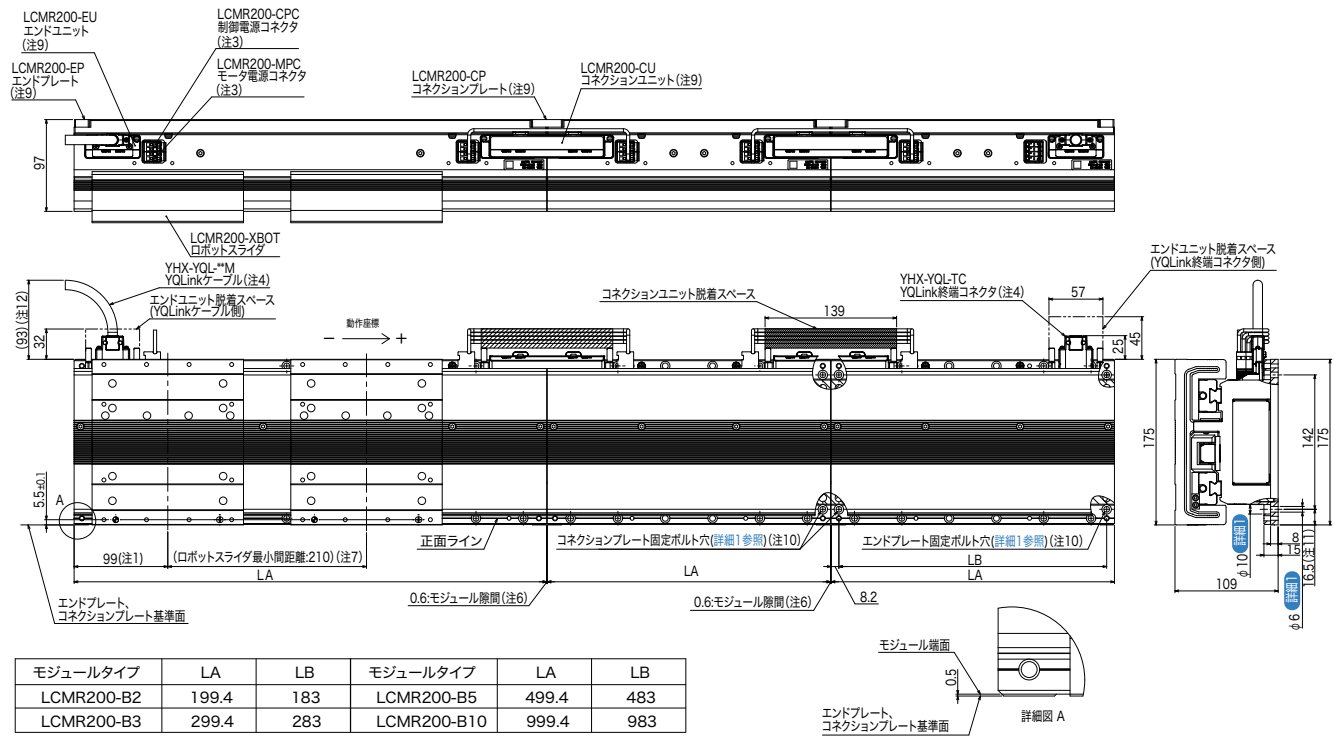 LCMR200-EU
エンドユニット
(注9)
LCMR200-CPC
制御電源コネクタ
(注3)
LCMR200-EP
エンドプレート
(注9)
LCMR200-MPC
モータ電源コネクタ
(注3)
LCMR200-CP
コネクションプレート(注9)
LCMR200-CU
コネクションユニット(注9)
97
LCMR200-XBOT
ロボットスライダ
YHX-YQL-**M
YQLinkケーブル(注4)
エンドユニット脱着スペース
(YQLinkケーブル側)
(93)(注12)
32
動作座標
− +
コネクションユニット脱着スペース
139
YHX-YQL-TC
YQLink終端コネクタ(注4)
エンドユニット脱着スペース
(YQLink終端コネクタ側)
57
25
45
5.5±0.1
A
175
142
175
正面ライン
コネクションプレート固定ボルト穴(詳細1参照)(注10)
エンドプレート固定ボルト穴(詳細1参照)(注10)
99(注1)
(ロボットスライダ最小間距離:210)(注7)
LA
LA
LB
LA
0.6:モジュール隙間(注6)
0.6:モジュール隙間(注6)
8.2
エンドプレート、
コネクションプレート基準面
109
φ10 詳細1
8
15
16.5(注11)
φ6 詳細1
モジュールタイプ LA LB モジュールタイプ LA LB
LCMR200-B2 199.4 183 LCMR200-B5 499.4 483
LCMR200-B3 299.4 283 LCMR200-B10 999.4 983
モジュール端面
0.5
エンドプレート、
コネクションプレート基準面
詳細図 A